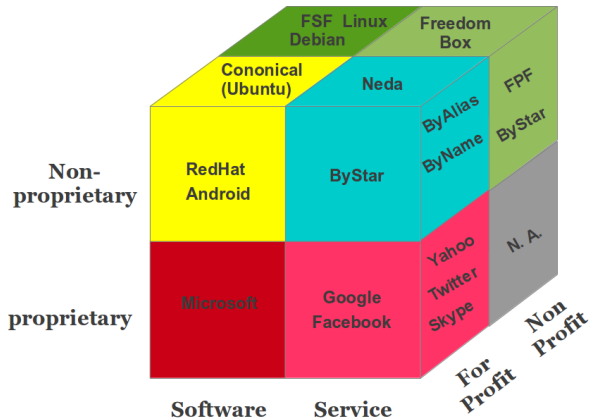 FSF Linux
Debian
Freedom
Box
Cononical
(Ubuntu)
Neda
ByAlias
ByName
FPF
ByStar
Non-
proprietary
RedHat
Android
ByStar
Yahoo
Twitter
Skype
N. A.
proprietary
Microsoft
Google
Facebook
For
Profit
Non
Profit
Software
Service